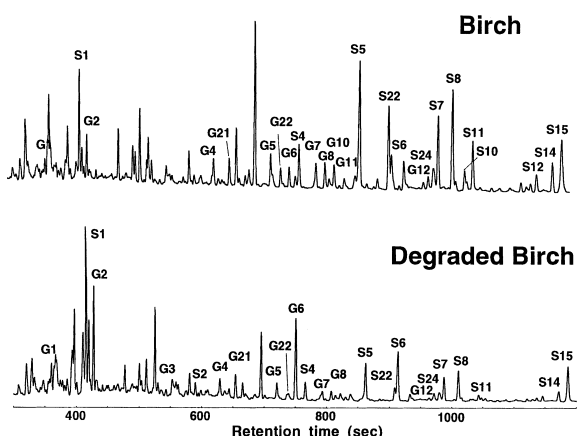 Birch
S1
S5
S8
S22
S7
G2
G21
G22
S4
G10
S11
S15
G1
G4
G5
G6
G7
G8
G11
S6
S24
G12
S10
S12
S14
Degraded Birch
S1
G2
G6
G1
G3
S2
G4
G21
G22
G5
S4
G7
G8
S5
S22
S6
S24
G12
S7
S8
S11
S14
S15
400 600 800 1000
Retention time (sec)